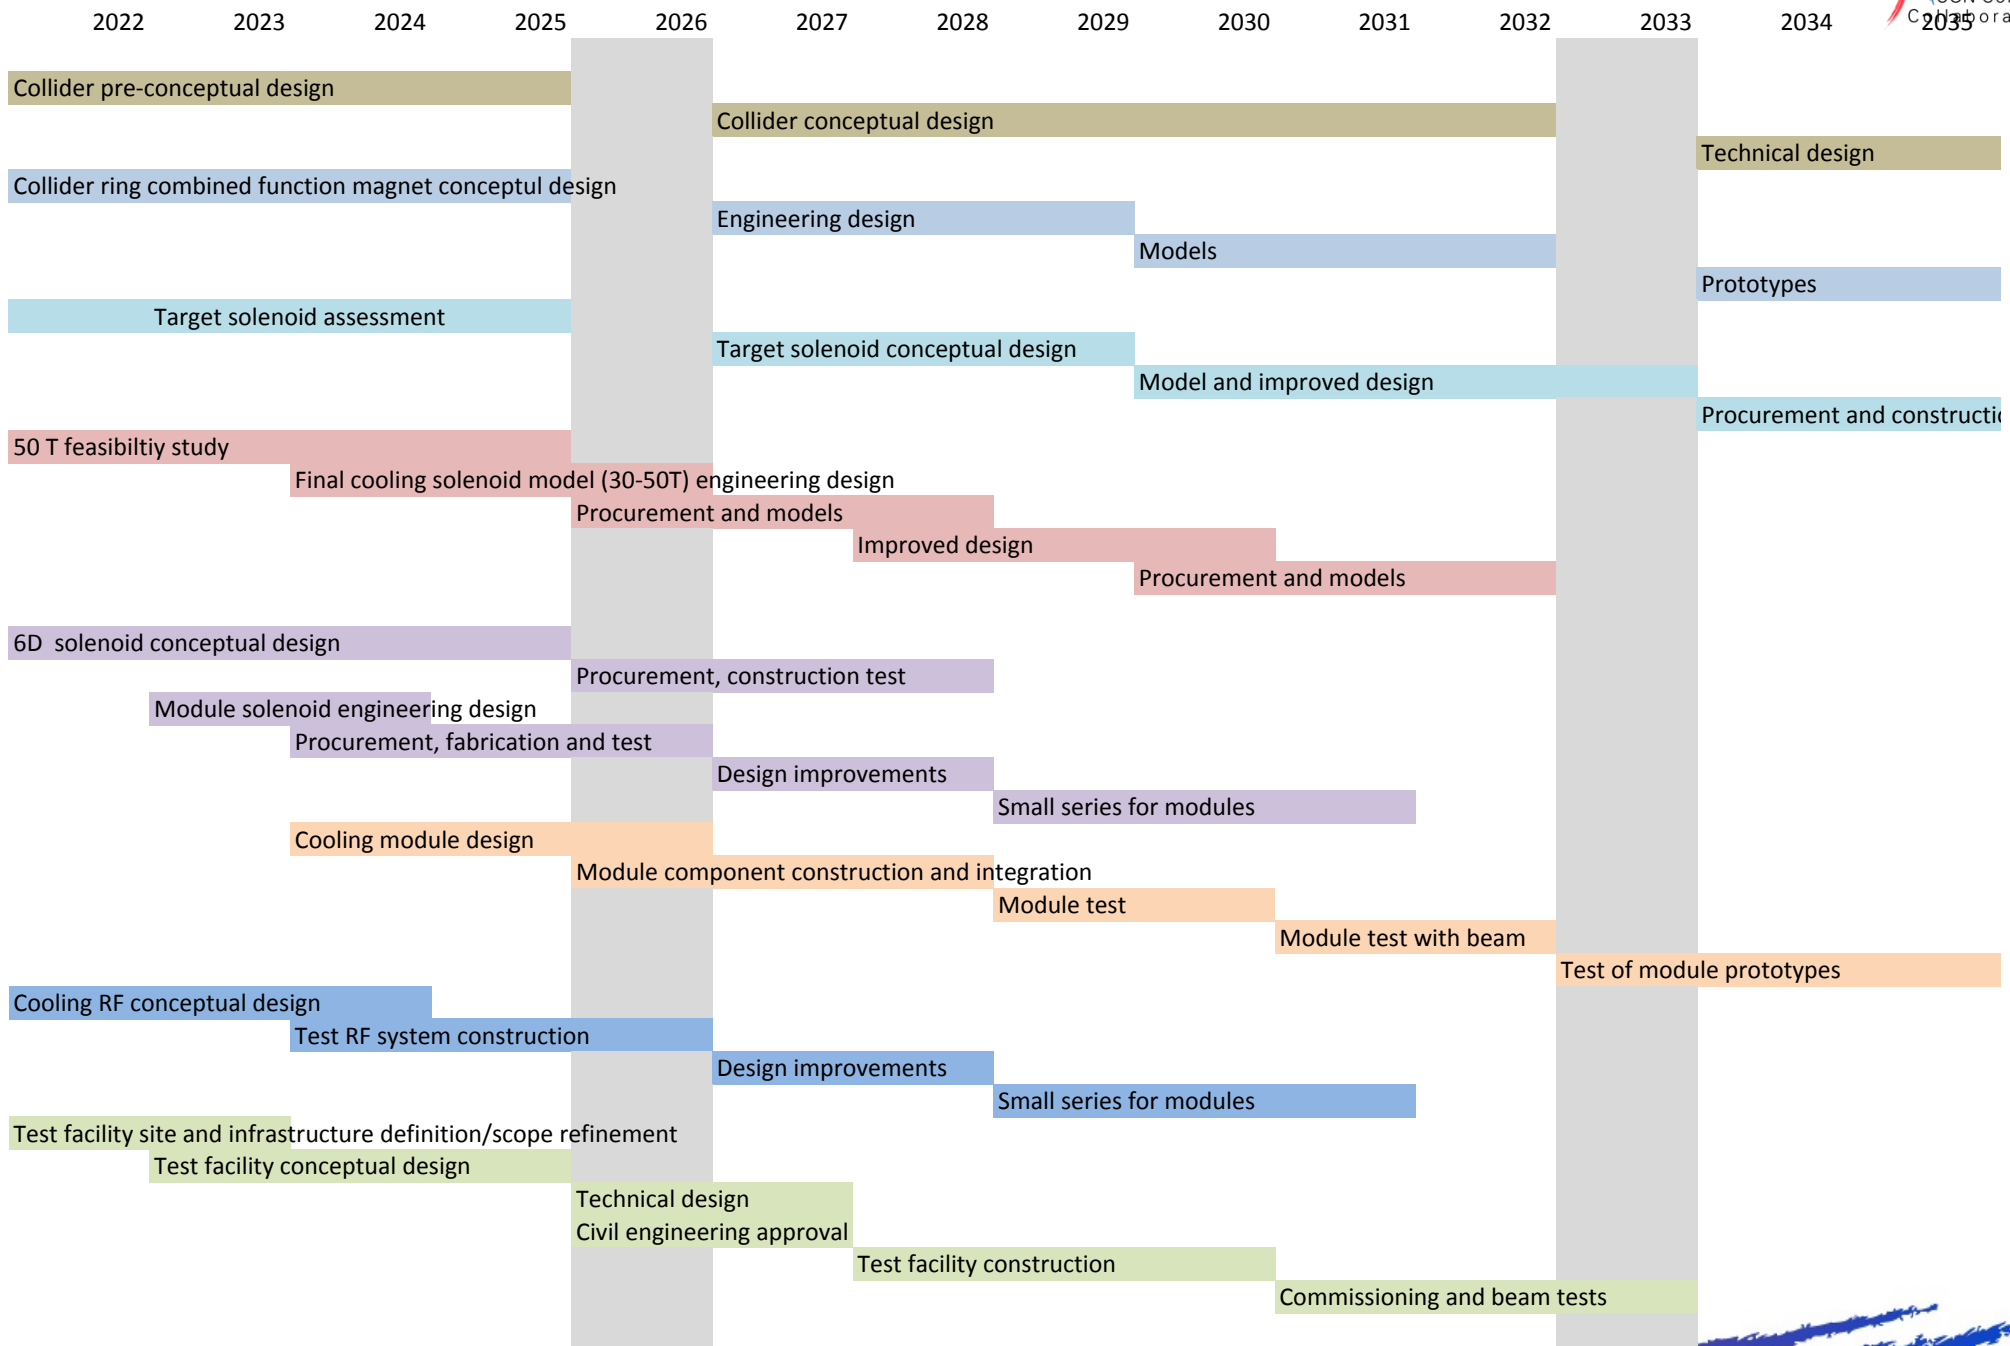 2022 2023 2024 2025 2026 2027 2028 2029 2030 2031 2032 2033 2034 2035
Collider pre-conceptual design
Collider conceptual design
Technical design
Collider ring combined function magnet conceptul design
Engineering design
Models
Prototypes
Target solenoid assessment
Target solenoid conceptual design
Model and improved design
Procurement and constructi
50 T feasibiltiy study
Final cooling solenoid model (30-50T) engineering design
Procurement and models
Improved design
Procurement and models
6D solenoid conceptual design
Procurement, construction test
Module solenoid engineering design
Procurement, fabrication and test
Design improvements
Small series for modules
Cooling module design
Module component construction and integration
Module test
Module test with beam
Test of module prototypes
Cooling RF conceptual design
Test RF system construction
Design improvements
Small series for modules
Test facility site and infrastructure definition/scope refinement
Test facility conceptual design
Technical design
Civil engineering approval
Test facility construction
Commissioning and beam tests